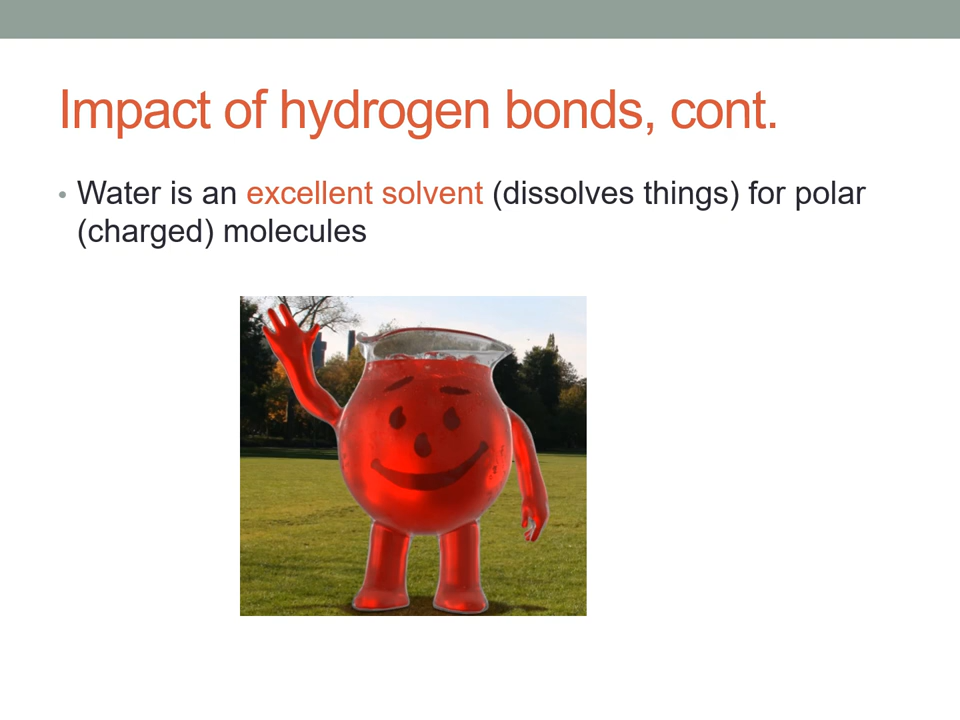 Impact of hydrogen bonds, cont.
• Water is an excellent solvent (dissolves things) for polar
(charged) molecules